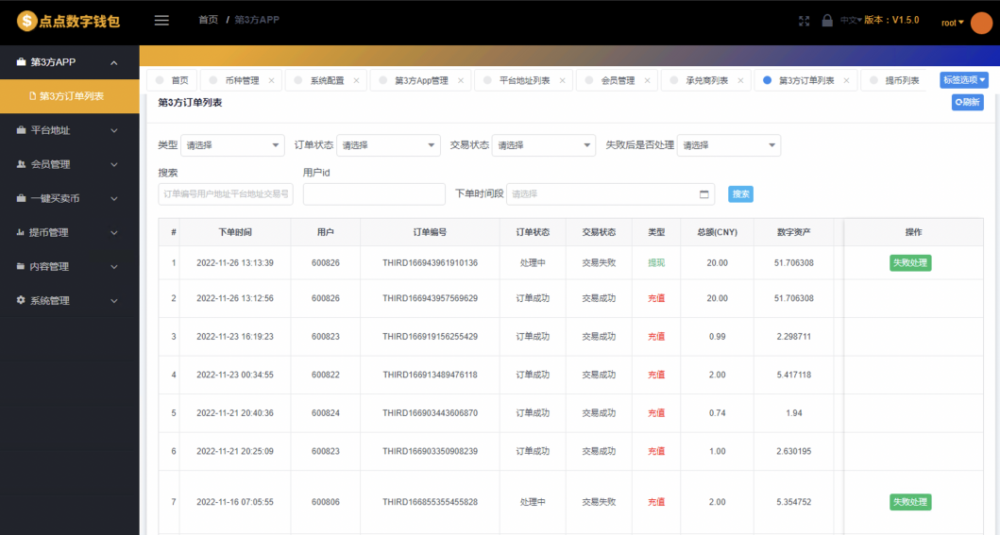 点点数字钱包
首页 / 第3方APP
中文 版本：V1.5.0
root
第3方APP
第3方订单列表
平台地址
会员管理
一键买卖币
提币管理
内容管理
系统管理
首页 币种管理 × 系统配置 × 第3方App管理 × 平台地址列表 × 会员管理 × 承兑商列表 × 第3方订单列表 × 提币列表
标签选项
第3方订单列表
刷新
类型 请选择 订单状态 请选择 交易状态 请选择 失败后是否处理 请选择
搜索 用户id
订单编号用户地址平台地址交易号 下单时间段 请选择 搜索
# 下单时间 用户 订单编号 订单状态 交易状态 类型 总额(CNY) 数字资产 操作
1 2022-11-26 13:13:39 600826 THIRD166943961910136 处理中 交易失败 提现 20.00 51.706308 失败处理
2 2022-11-26 13:12:56 600826 THIRD166943957569629 订单成功 交易成功 充值 20.00 51.706308
3 2022-11-23 16:19:23 600823 THIRD166919156255429 订单成功 交易成功 充值 0.99 2.298711
4 2022-11-23 00:34:55 600822 THIRD166913489476118 订单成功 交易成功 充值 2.00 5.417118
5 2022-11-21 20:40:36 600824 THIRD166903443606870 订单成功 交易成功 充值 0.74 1.94
6 2022-11-21 20:25:09 600823 THIRD166903350908239 订单成功 交易成功 充值 1.00 2.630195
7 2022-11-16 07:05:55 600806 THIRD166855355455828 处理中 交易失败 充值 2.00 5.354752 失败处理